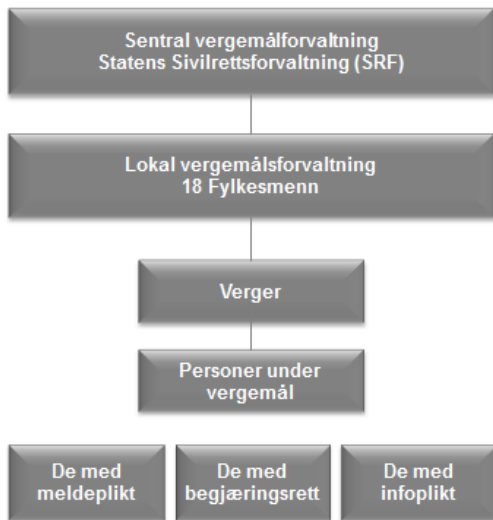 Sentral vergemålforvaltning
Statens Sivilrettsforvaltning (SRF)
Lokal vergemålsforvaltning
18 Fylkesmenn
Verger
Personer under
vergemål
De med
meldeplikt
De med
begjæringsrett
De med
infoplikt